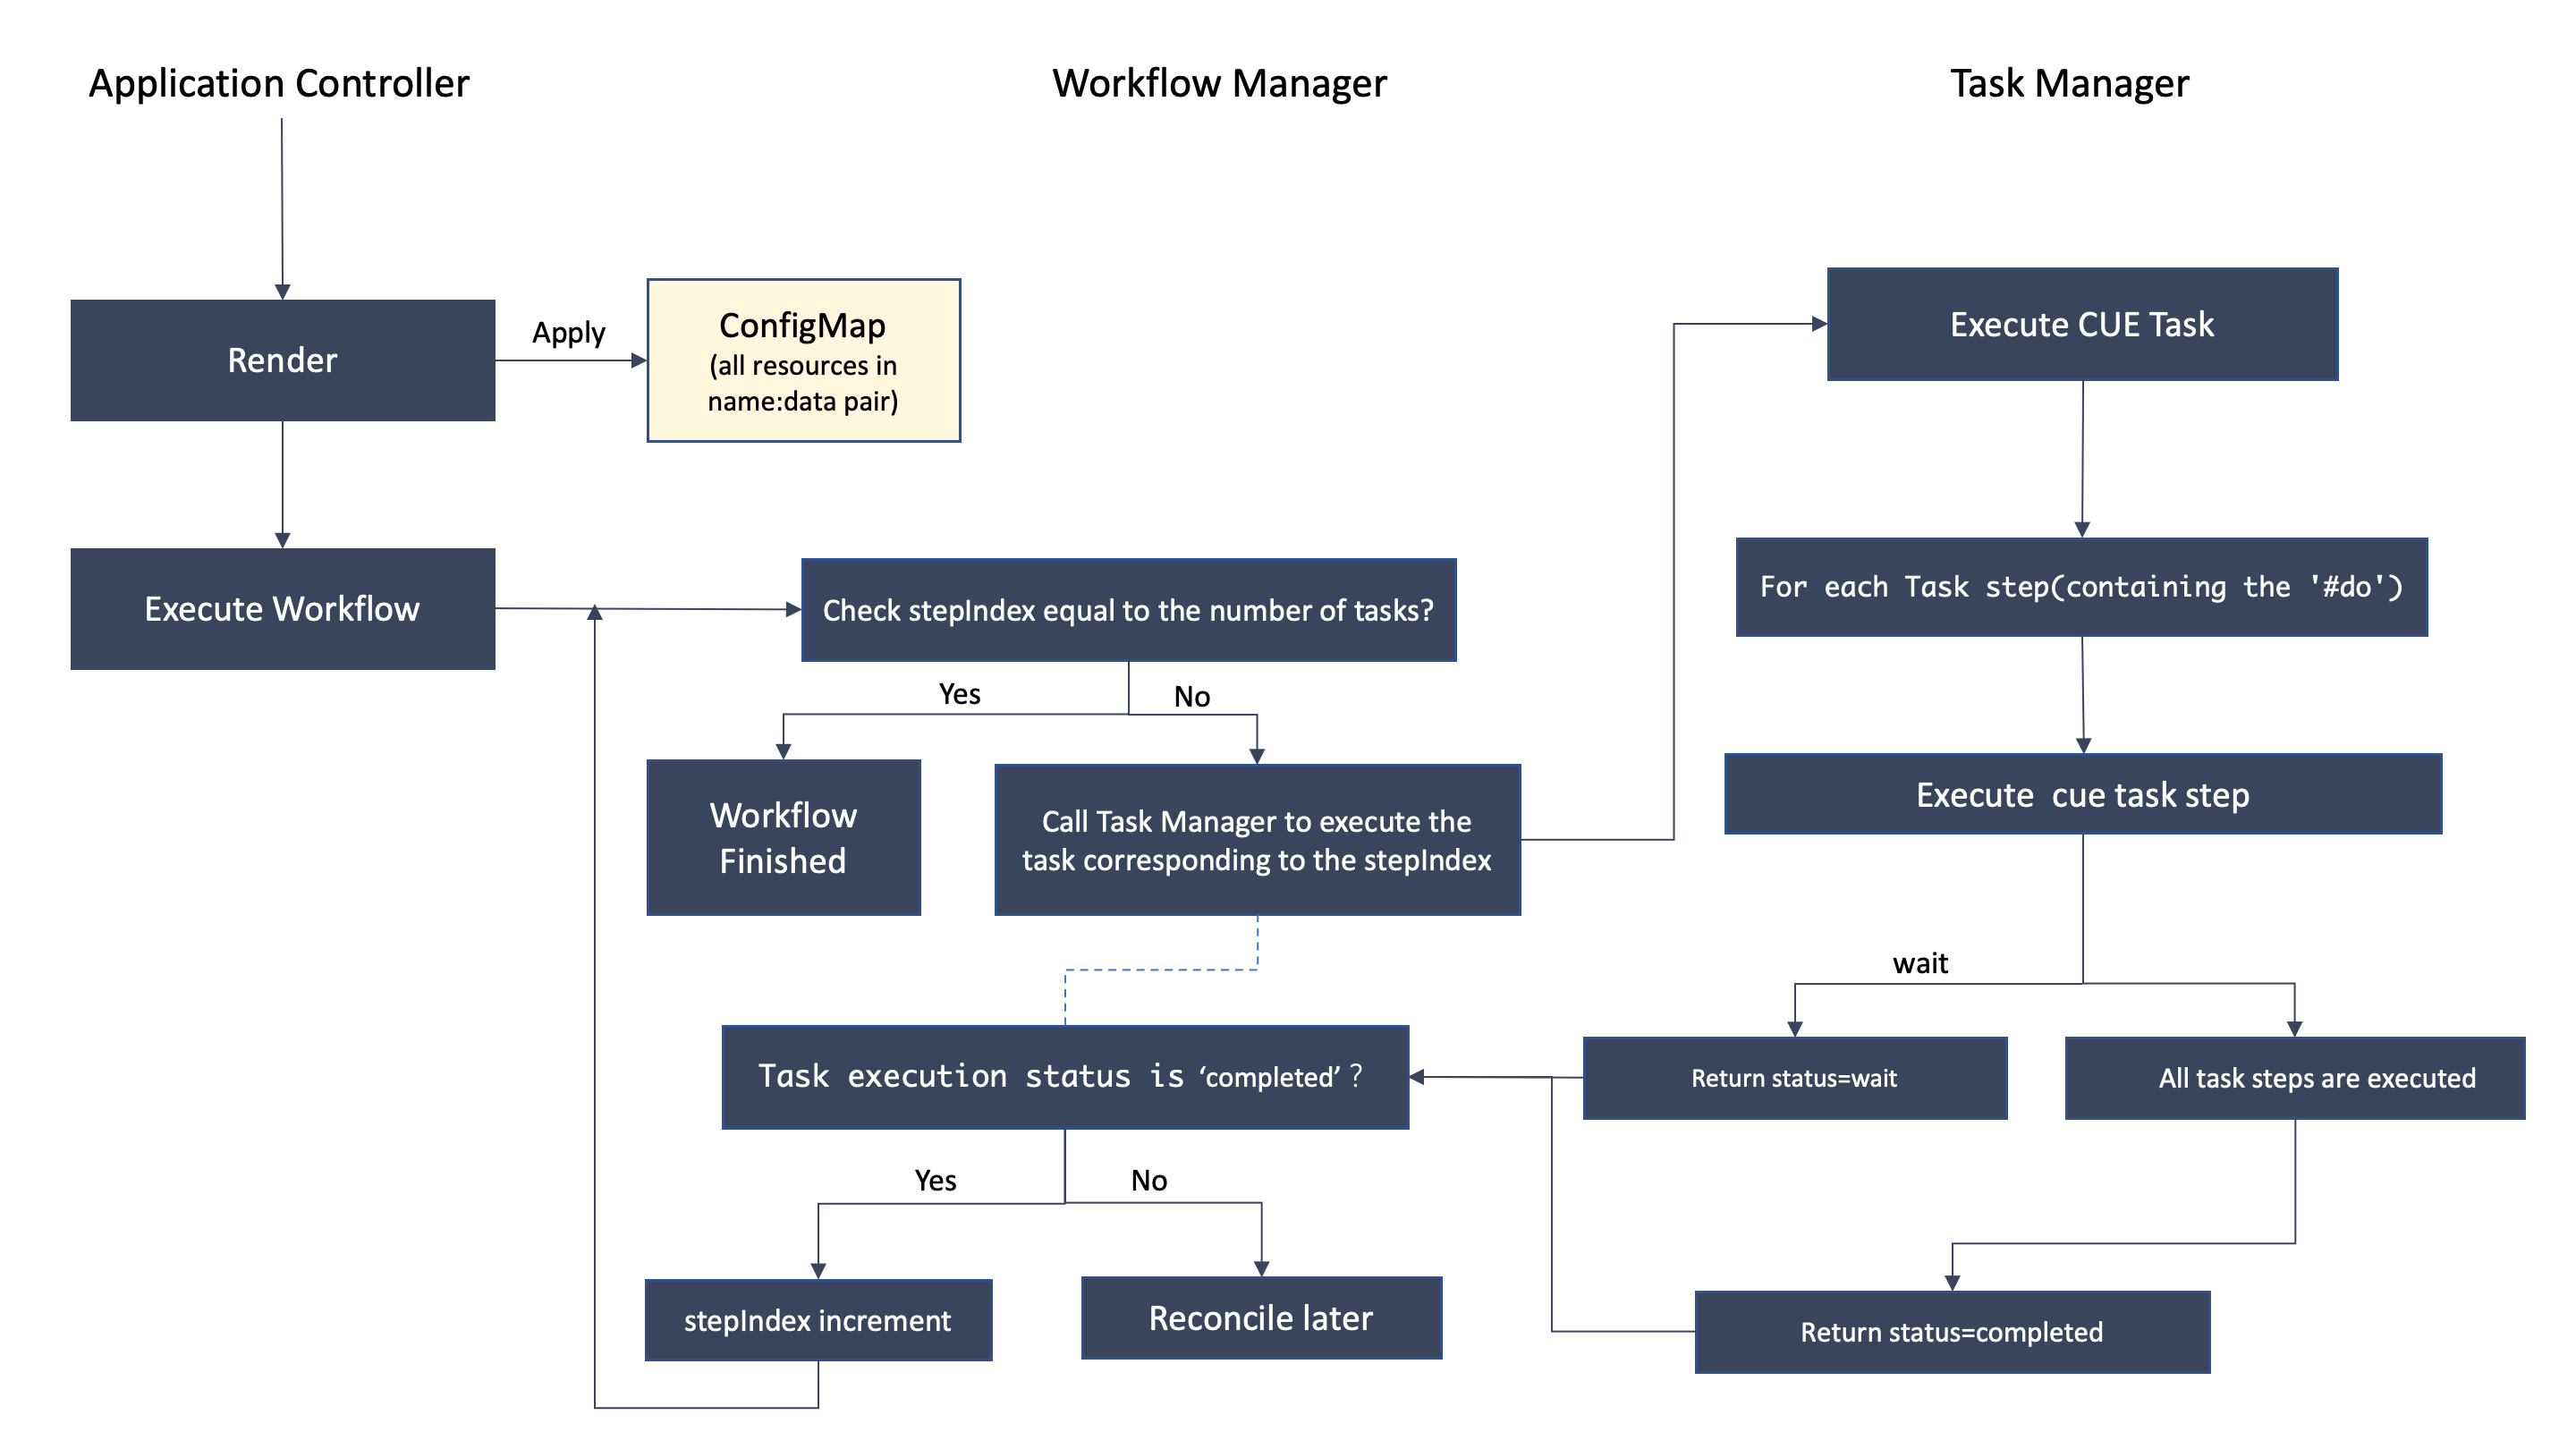 Application Controller
Workflow Manager
Task Manager
Render
Apply
ConfigMap
(all resources in
name:data pair)
Execute Workflow
Check stepIndex equal to the number of tasks?
Yes
No
Workflow
Finished
Call Task Manager to execute the
task corresponding to the stepIndex
Task execution status is ‘completed’ ？
Yes
No
stepIndex increment
Reconcile later
Execute CUE Task
For each Task step(containing the '#do')
Execute  cue task step
wait
Return status=wait
All task steps are executed
Return status=completed